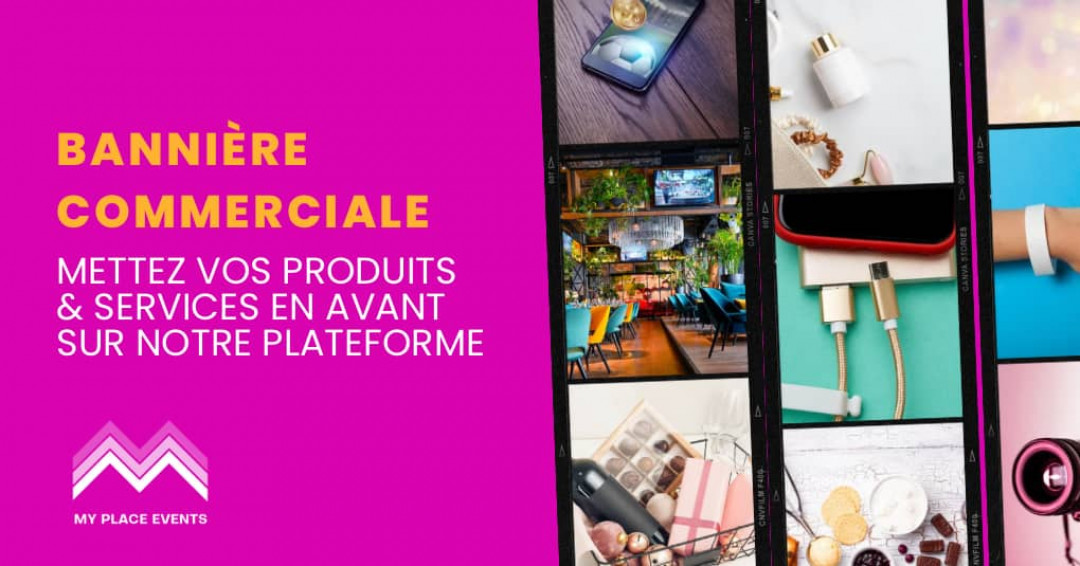 BANNIÈRE
COMMERCIALE
METTEZ VOS PRODUITS
& SERVICES EN AVANT
SUR NOTRE PLATEFORME
MY PLACE EVENTS
CANVA STORIES
CANVA STORIES
CNVFILM F406